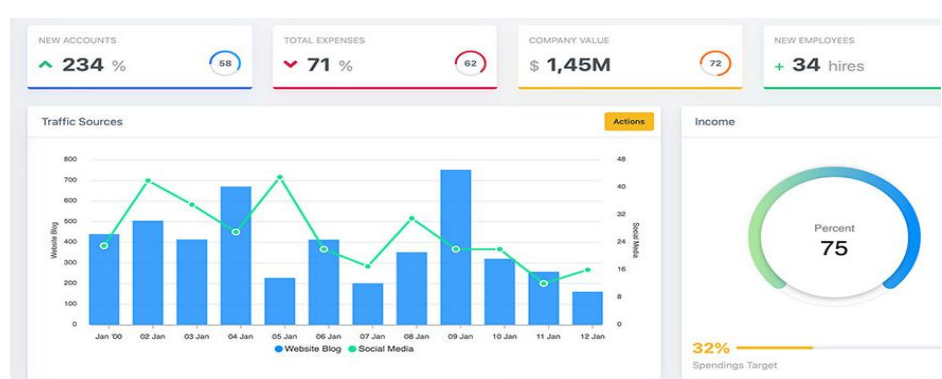 NEW ACCOUNTS
234 %
58
TOTAL EXPENSES
71 %
62
COMPANY VALUE
$ 1,45M
72
NEW EMPLOYEES
+ 34 hires
Traffic Sources
Actions
800
700
600
500
400
300
200
100
0
Website Blog
48
40
32
24
16
8
0
Social Media
Jan '00 02 Jan 03 Jan 04 Jan 05 Jan 06 Jan 07 Jan 08 Jan 09 Jan 10 Jan 11 Jan 12 Jan
Website Blog Social Media
Income
Percent
75
32%
Spendings Target